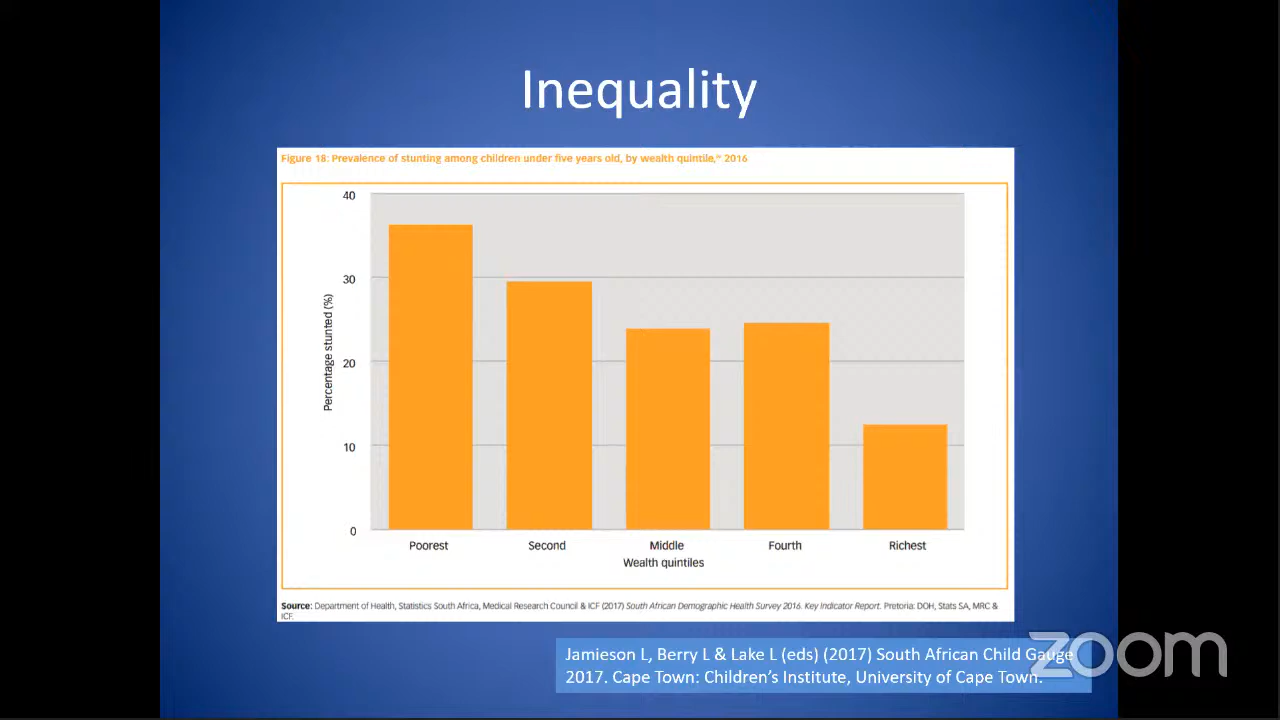 Inequality
Figure 18: Prevalence of stunting among children under five years old, by wealth quintile,* 2016
40
30
20
10
0
Percentage stunted (%)
Poorest Second Middle Fourth Richest
Wealth quintiles
Source: Department of Health, Statistics South Africa, Medical Research Council & ICF (2017) South African Demographic Health Survey 2016. Key Indicator Report. Pretoria: DOH, Stats SA, MRC &
ICF.
Jamieson L, Berry L & Lake L (eds) (2017) South African Child Gauge
2017. Cape Town: Children’s Institute, University of Cape Town.
zoom